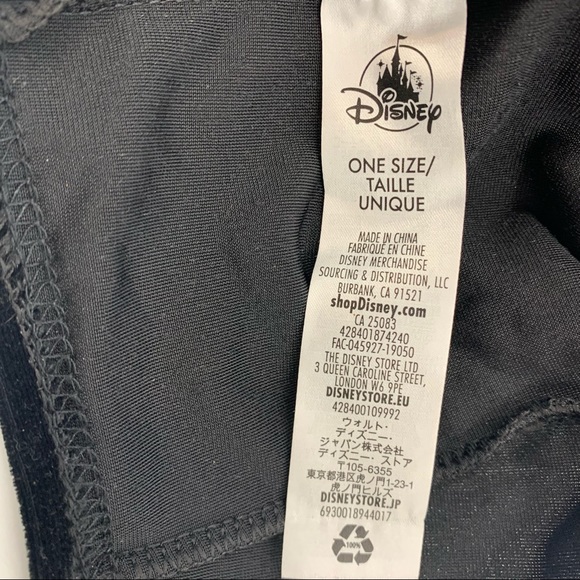 Disney
ONE SIZE/
TAILLE
UNIQUE
MADE IN CHINA
FABRIQUÉ EN CHINE
DISNEY MERCHANDISE
SOURCING & DISTRIBUTION, LLC
BURBANK, CA 91521
shopDisney.com
CA 25083
428401874240
FAC-045927-19050
THE DISNEY STORE LTD
3 QUEEN CAROLINE STREET,
LONDON W6 9PE
DISNEYSTORE.EU
428400109992
ウォルト・
ディズニー・
ジャパン株式会社
ディズニー・ストア
〒105-6355
東京都港区虎ノ門1-23-1
虎ノ門ヒルズ
DISNEYSTORE.JP
6930018944017
100%